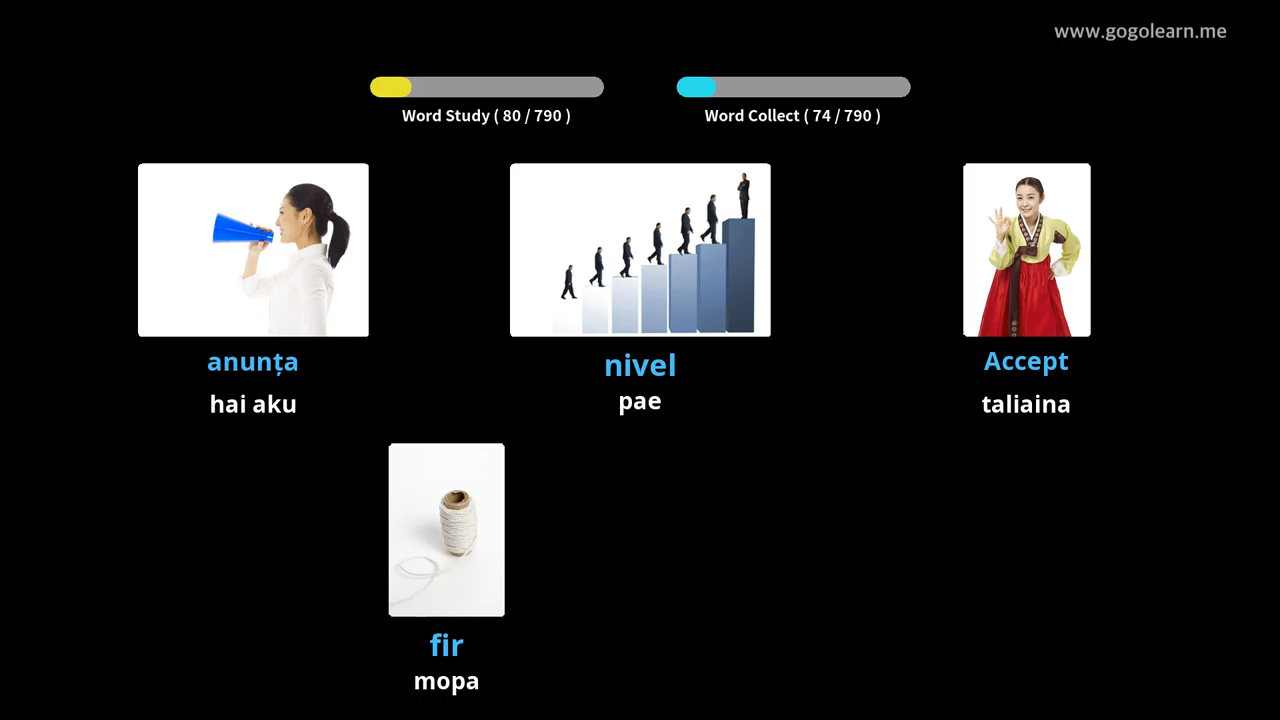 www.gogolearn.me
Word Study ( 80 / 790 )
Word Collect ( 74 / 790 )
anunța
hai aku
nivel
pae
Accept
taliaina
fir
mopa